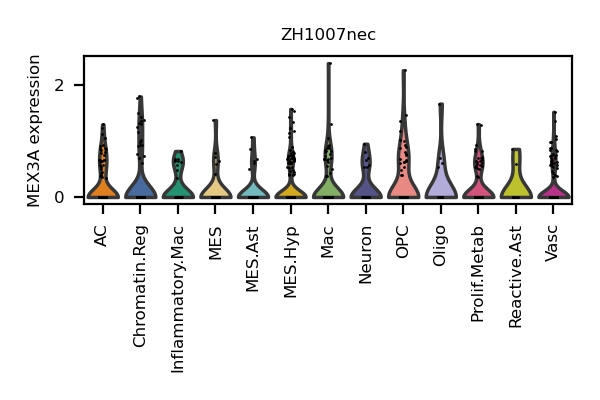 ZH1007nec
MEX3A expression
2
0
AC
Chromatin.Reg
Inflammatory.Mac
MES
MES.Ast
MES.Hyp
Mac
Neuron
OPC
Oligo
Prolif.Metab
Reactive.Ast
Vasc